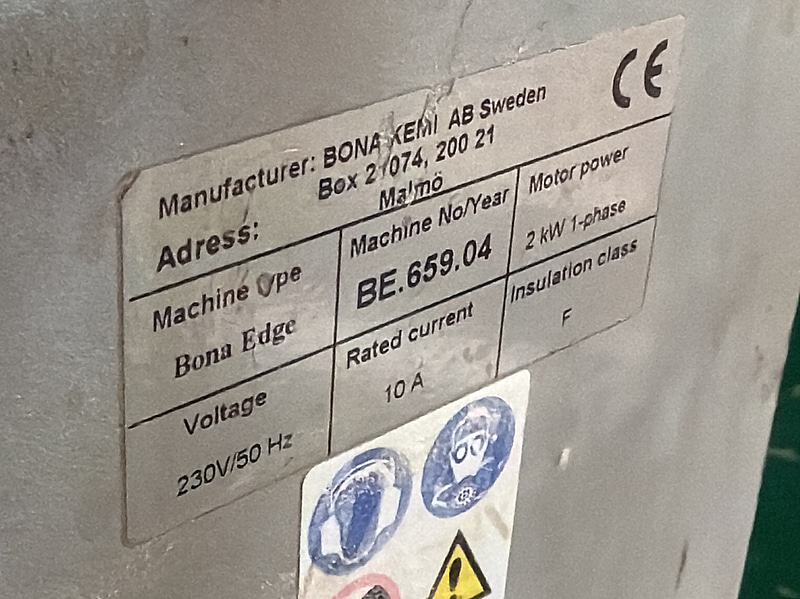 CE
Manufacturer: BONA KEMI AB Sweden
Box 21074, 200 21
Adress: Malmö
Machine type
Bona Edge
Machine No/Year
BE.659.04
Motor power
2 kW 1-phase
Voltage
230V/50 Hz
Rated current
10 A
Insulation class
F